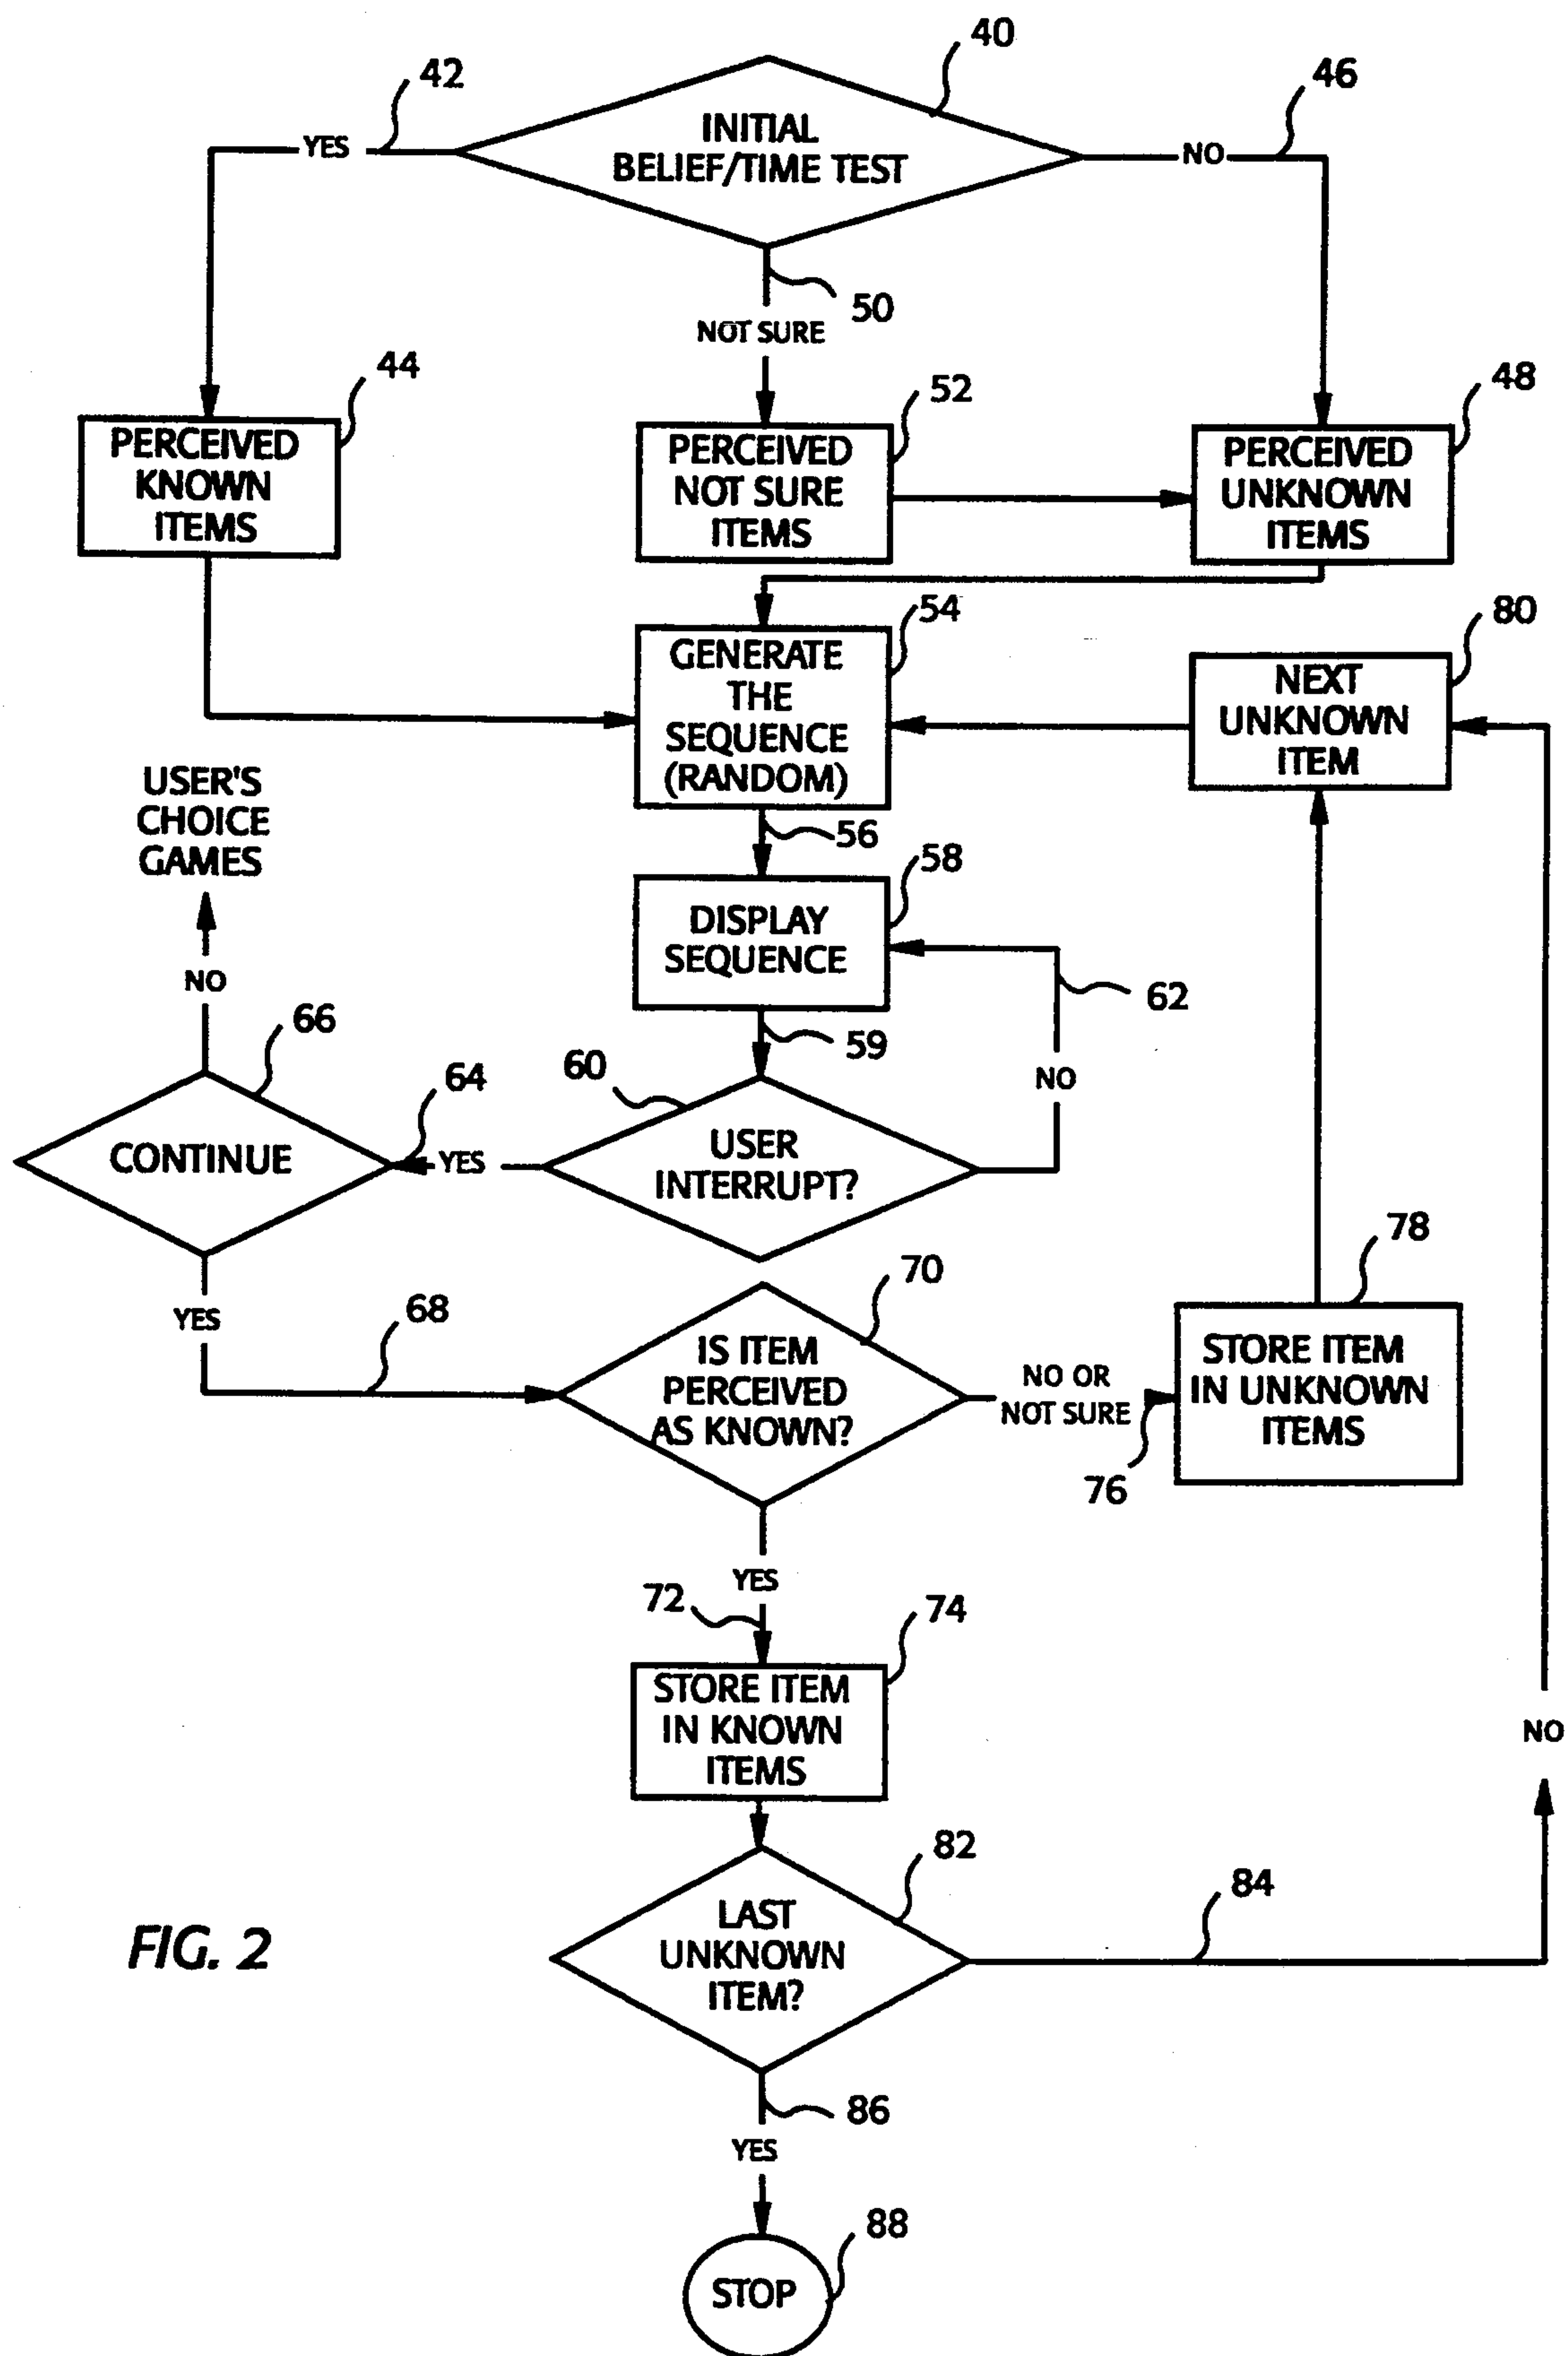 40
42
46
INITIAL
BELIEF/TIME TEST
YES
NO
50
NOT SURE
44
52
48
PERCEIVED
KNOWN
ITEMS
PERCEIVED
NOT SURE
ITEMS
PERCEIVED
UNKNOWN
ITEMS
54
80
GENERATE
THE
SEQUENCE
(RANDOM)
NEXT
UNKNOWN
ITEM
USER'S
CHOICE
GAMES
56
58
DISPLAY
SEQUENCE
NO
62
66
59
60
64
NO
CONTINUE
YES
USER
INTERRUPT?
78
70
YES
68
IS ITEM
PERCEIVED
AS KNOWN?
NO OR
NOT SURE
76
STORE ITEM
IN UNKNOWN
ITEMS
YES
72
74
STORE ITEM
IN KNOWN
ITEMS
NO
82
84
LAST
UNKNOWN
ITEM?
FIG. 2
86
YES
88
STOP